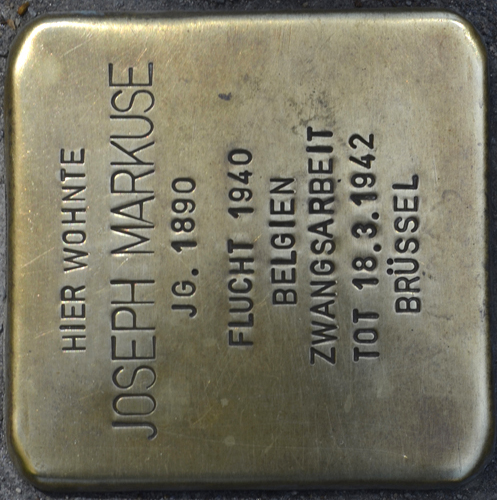 HIER WOHNTE
JOSEPH MARKUSE
JG. 1890
FLUCHT 1940
BELGIEN
ZWANGSARBEIT
TOT 18.3.1942
BRÜSSEL